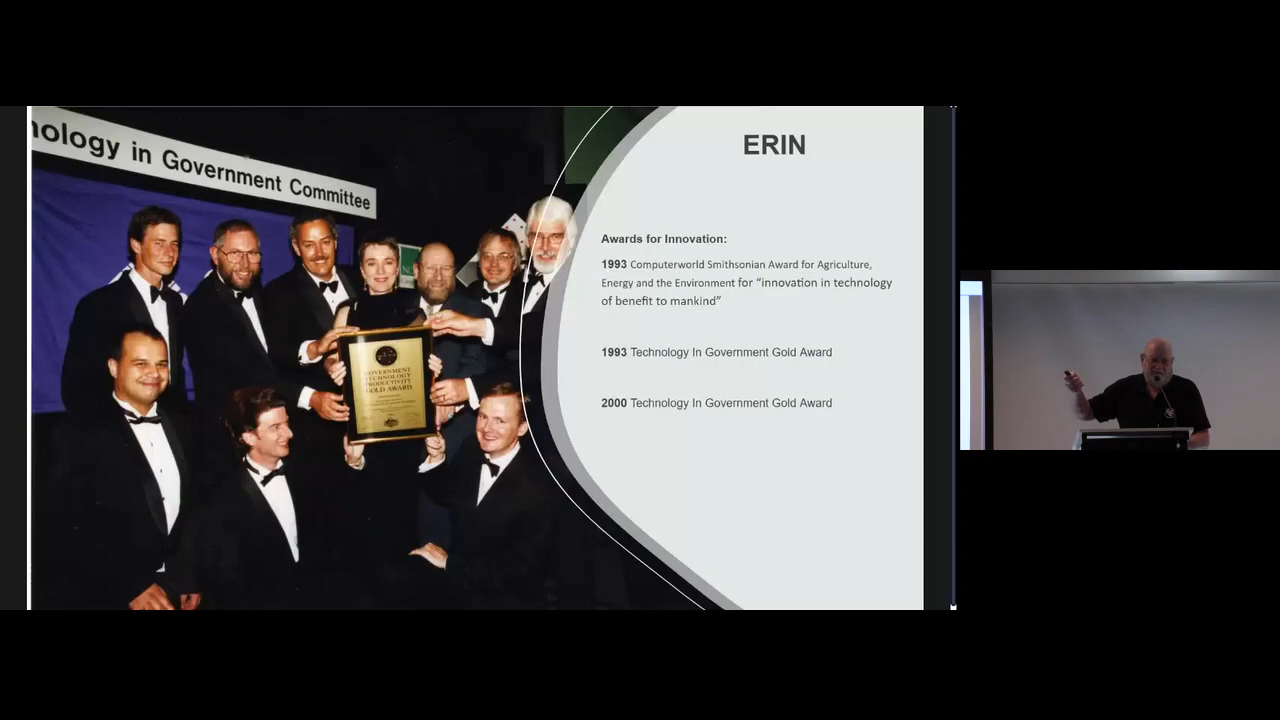 nology in Government Committee
GOVERNMENT
TECHNOLOGY
PRODUCTIVITY
GOLD AWARD
ERIN
Awards for Innovation:
1993 Computerworld Smithsonian Award for Agriculture,
Energy and the Environment for “innovation in technology
of benefit to mankind”
1993 Technology In Government Gold Award
2000 Technology In Government Gold Award